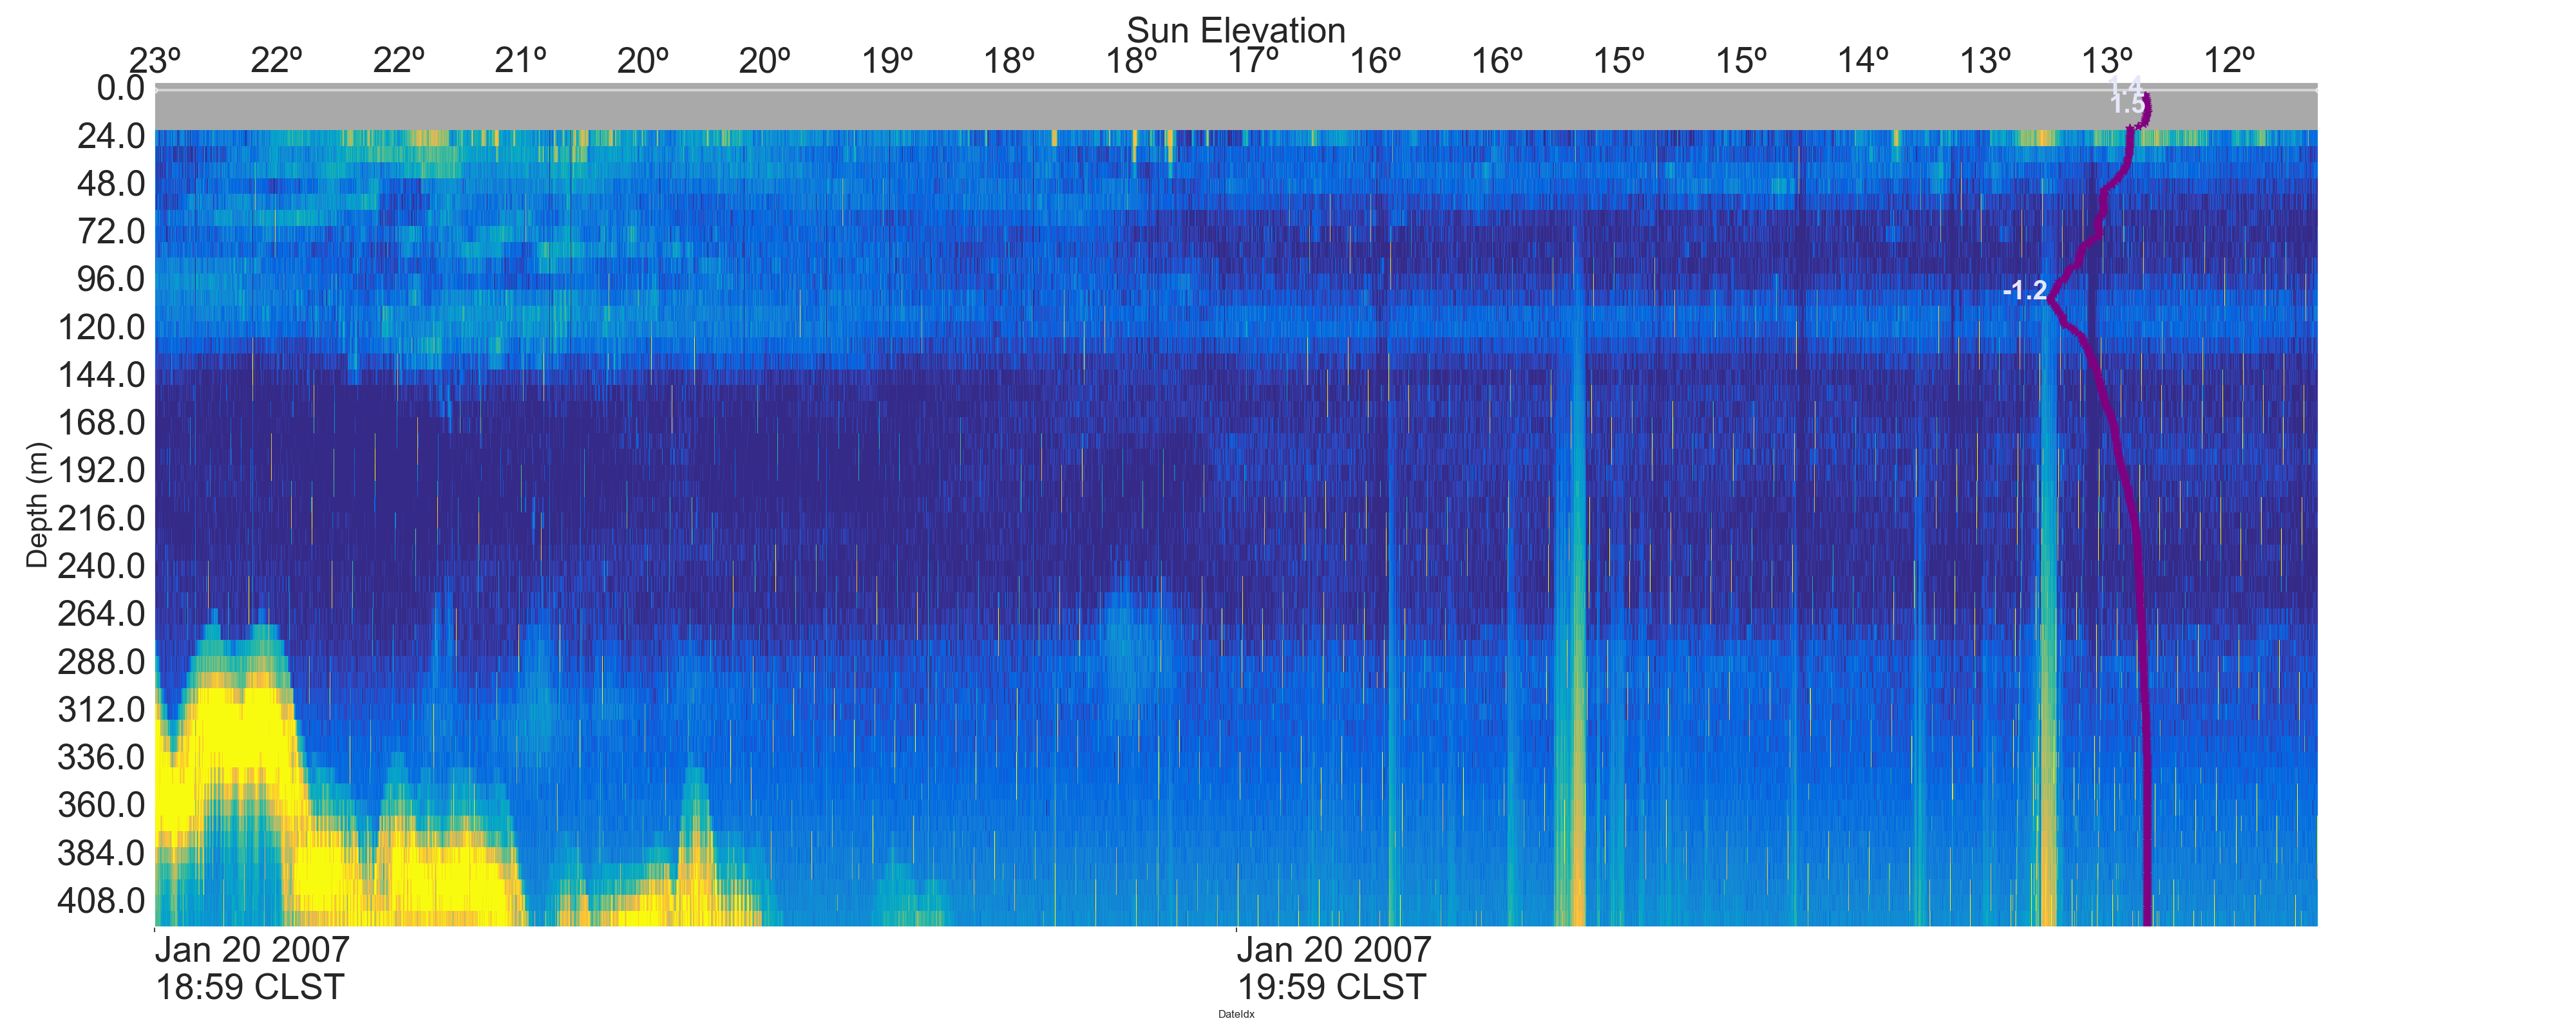 Sun Elevation
23º 22º 22º 21º 20º 20º 19º 18º 18º 17º 16º 16º 15º 15º 14º 13º 13º 12º
0.0
1.4
1.5
24.0
48.0
72.0
96.0
-1.2
120.0
144.0
168.0
192.0
216.0
240.0
264.0
288.0
312.0
336.0
360.0
384.0
408.0
Depth (m)
Jan 20 2007
18:59 CLST
Jan 20 2007
19:59 CLST
DateIdx